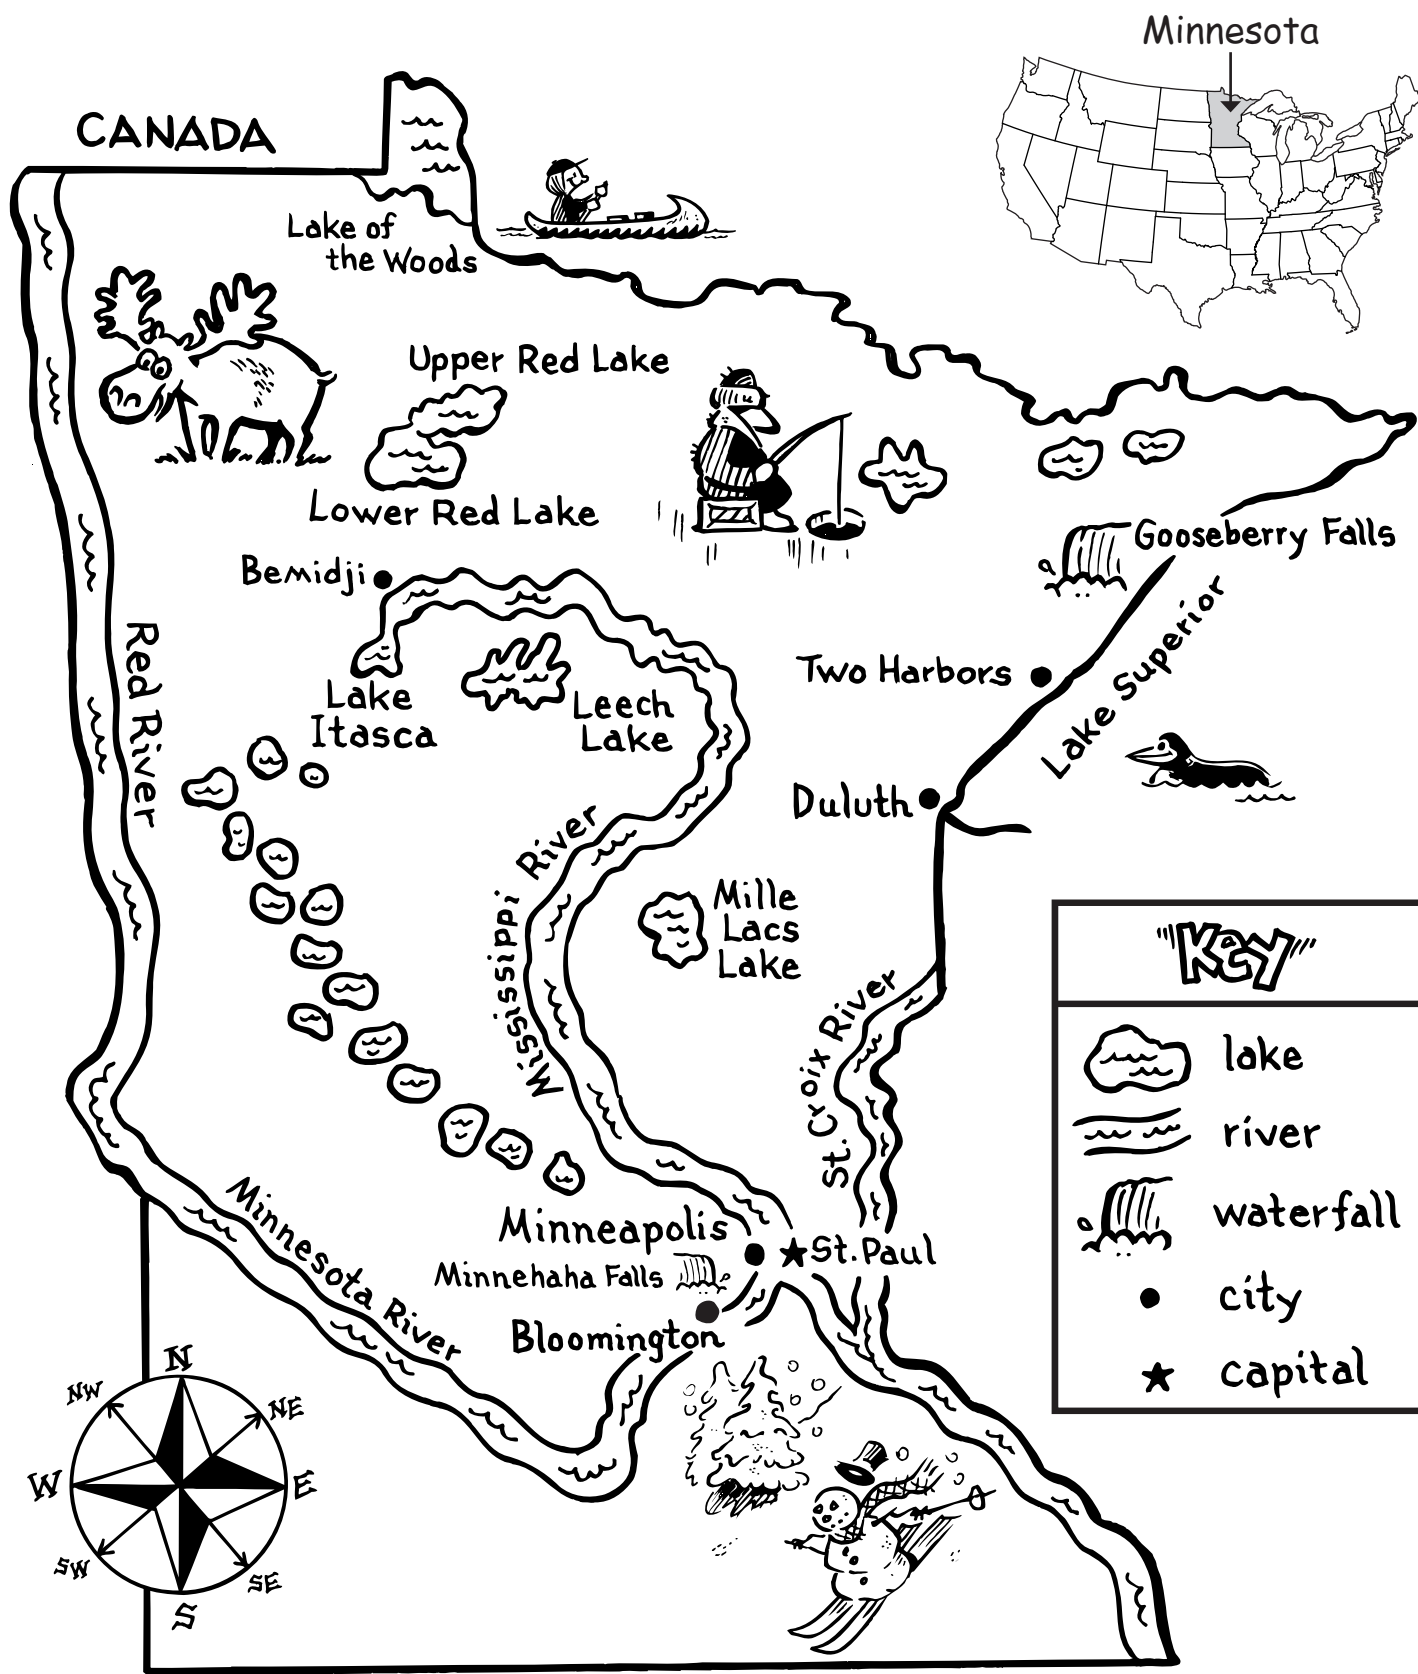 Minnesota
CANADA
Lake of
the Woods
Upper Red Lake
Lower Red Lake
Gooseberry Falls
Bemidji
Red River
Lake Superior
Two Harbors
Lake
Itasca
Leech
Lake
Duluth
Mississippi River
Mille
Lacs
Lake
KEY
lake
river
waterfall
city
capital
St. Croix River
Minnesota River
Minneapolis
St. Paul
Minnehaha Falls
Bloomington
N
NW
NE
W
E
SW
SE
S